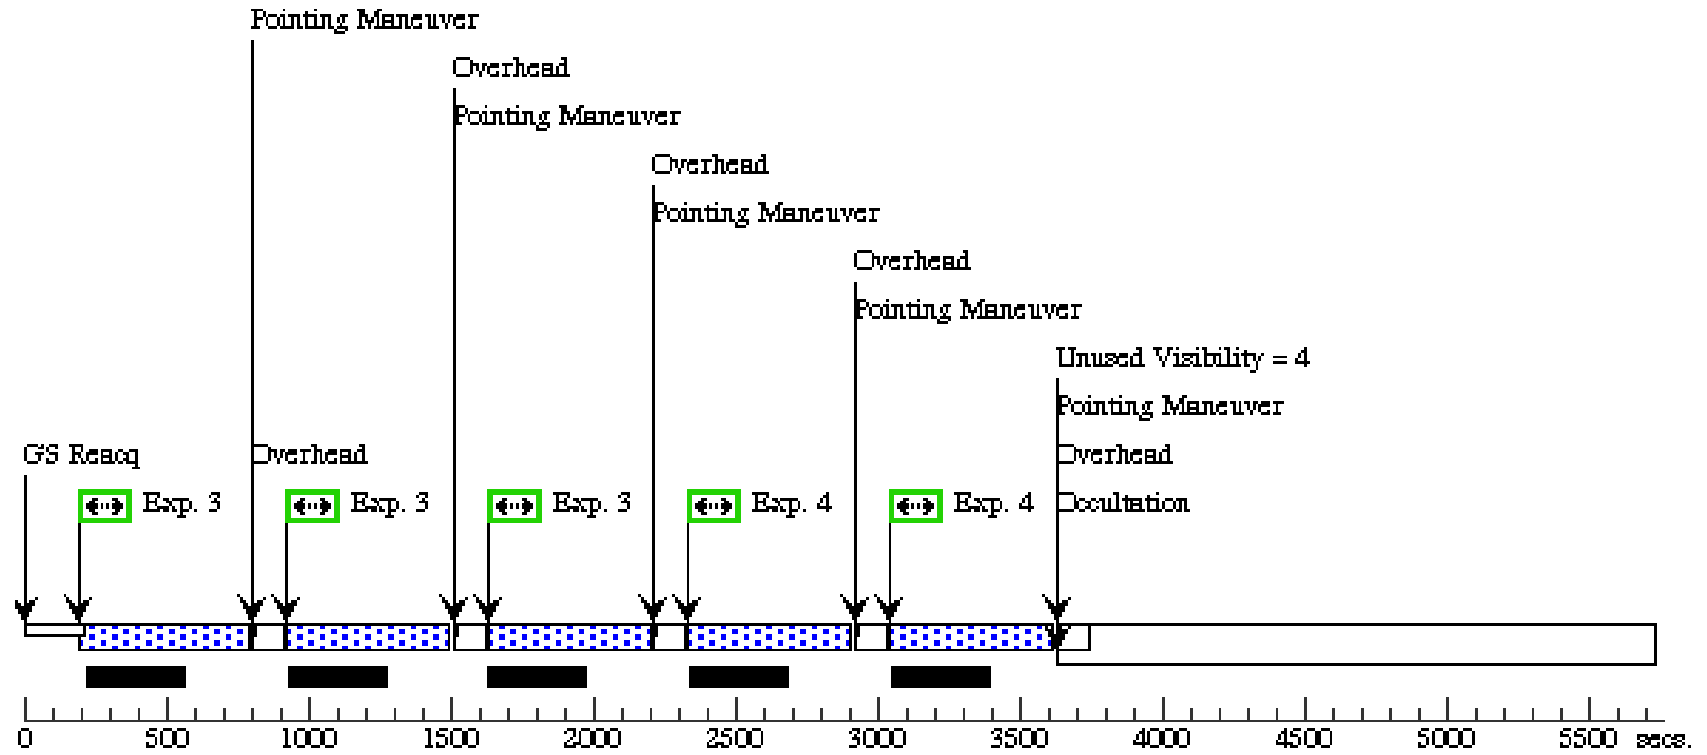 Pointing Maneuver
Overhead
Pointing Maneuver
Overhead
Pointing Maneuver
Overhead
Pointing Maneuver
Unused Visibility = 4
Pointing Maneuver
GS Reacq Overhead Overhead
Exp. 3 Exp. 3 Exp. 3 Exp. 4 Exp. 4 Occultation
0 500 1000 1500 2000 2500 3000 3500 4000 4500 5000 5500 secs.